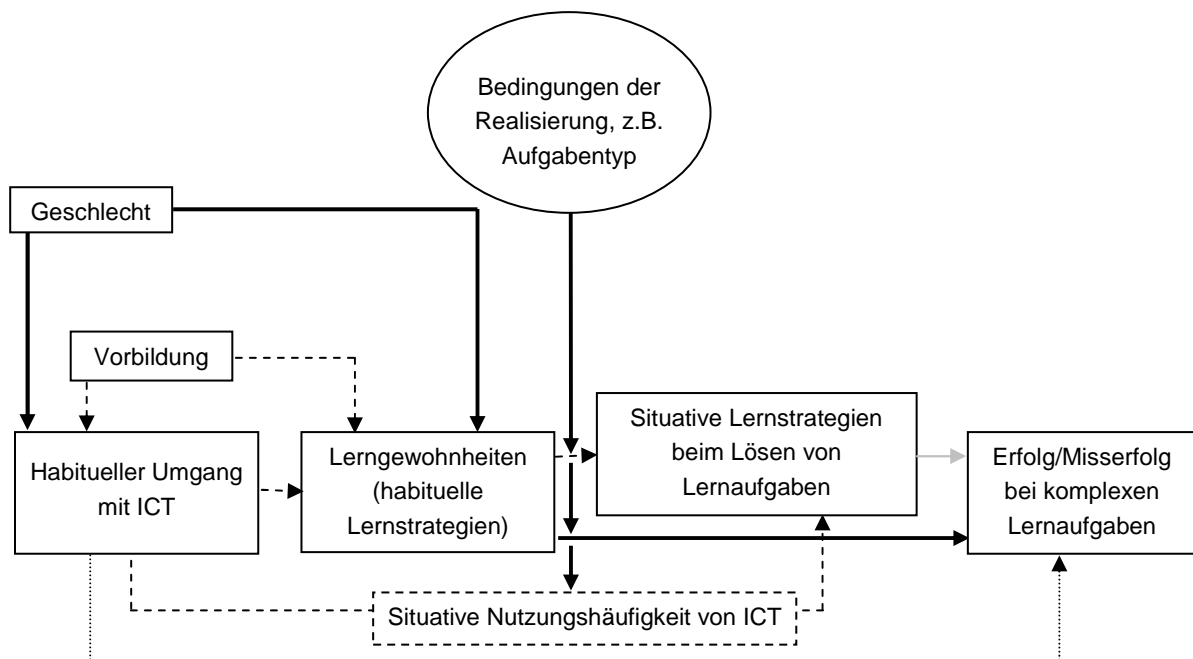 Bedingungen der
Realisierung, z.B.
Aufgabentyp
Geschlecht
Vorbildung
Habitueller Umgang
mit ICT
Lerngewohnheiten
(habituelle
Lernstrategien)
Situative Lernstrategien
beim Lösen von
Lernaufgaben
Erfolg/Misserfolg
bei komplexen
Lernaufgaben
Situative Nutzungshäufigkeit von ICT